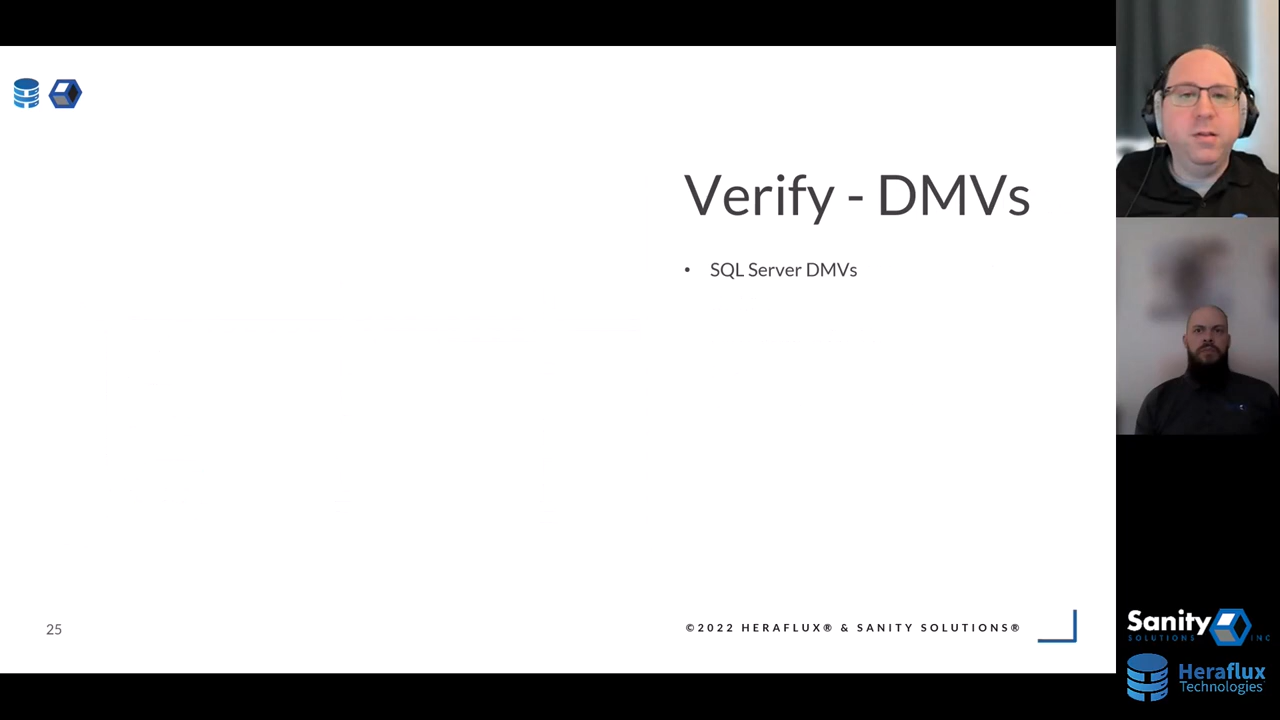 Verify - DMVs
• SQL Server DMVs
25
©2022 HERAFLUX® & SANITY SOLUTIONS®
Sanity
SOLUTIONS INC
Heraflux
Technologies